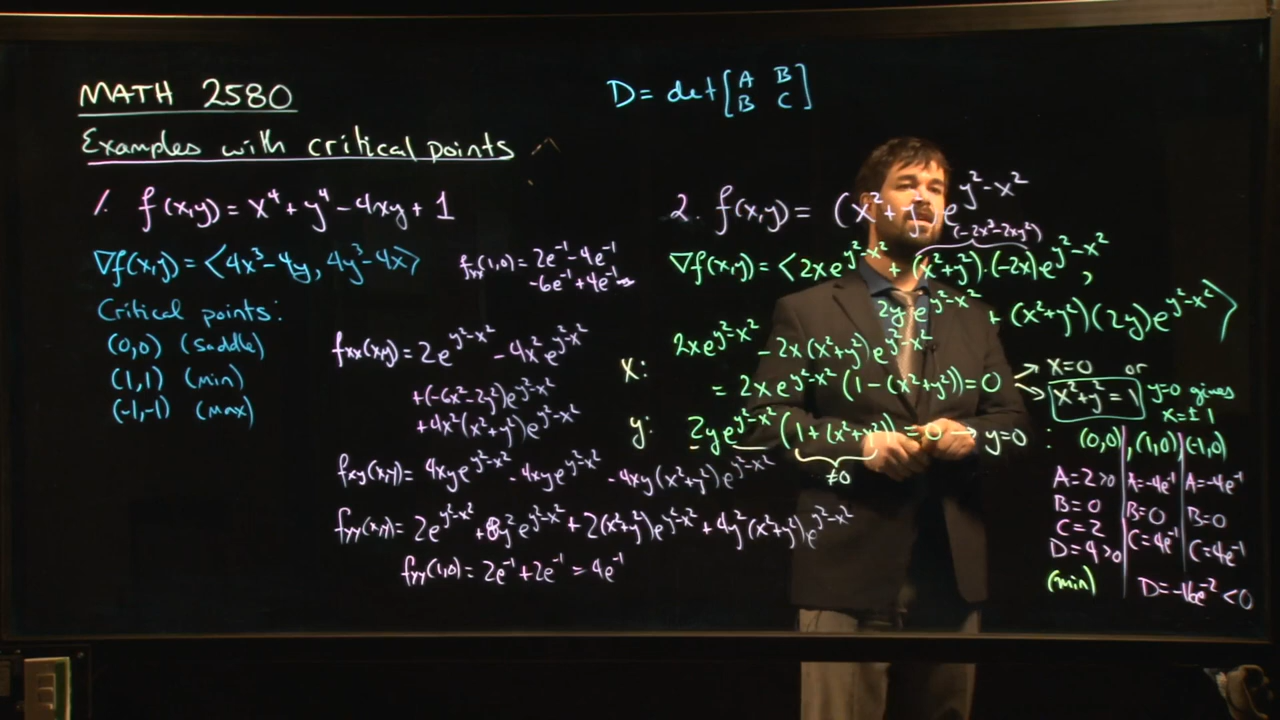 MATH 2580
Examples with critical points
D = det [A B
B C]
1. f(x,y) = x⁴ + y⁴ - 4xy + 1
∇f(x,y) = ⟨4x³ - 4y, 4y³ - 4x⟩
Critical points:
(0,0) (saddle)
(1,1) (min)
(-1,-1) (max)
f_xx(1,0) = 2e⁻¹ - 4e⁻¹
-6e⁻¹ + 4e⁻¹
f_xx(x,y) = 2e^{y²-x²} - 4x²e^{y²-x²}
+ (-6x² - 2y²)e^{y²-x²}
+ 4x²(x²+y²)e^{y²-x²}
f_xy(x,y) = 4xye^{y²-x²} - 4xye^{y²-x²} - 4xy(x²+y²)e^{y²-x²}
f_yy(x,y) = 2e^{y²-x²} + 8y²e^{y²-x²} + 2(x²+y²)e^{y²-x²} + 4y²(x²+y²)e^{y²-x²}
f_yy(1,0) = 2e⁻¹ + 2e⁻¹ = 4e⁻¹
2. f(x,y) = (x² + y²)e^{y²-x²}
(-2x³ - 2xy²)
∇f(x,y) = ⟨2xe^{y²-x²} + (x²+y²)·(-2x)e^{y²-x²},
2ye^{y²-x²} + (x²+y²)(2y)e^{y²-x²}⟩
x: 2xe^{y²-x²} - 2x(x²+y²)e^{y²-x²}
= 2xe^{y²-x²}(1 - (x²+y²)) = 0 → x=0 or
→ x²+y² = 1 y=0 gives
x = ±1
y: 2ye^{y²-x²}(1 + (x²+y²)) = 0 → y=0 : (0,0), (1,0), (-1,0)
≠0
A=2>0 A=-4e⁻¹ A=-4e⁻¹
B=0 B=0 B=0
C=2 C=4e⁻¹ C=4e⁻¹
D=4>0
(min) D=-16e⁻² < 0